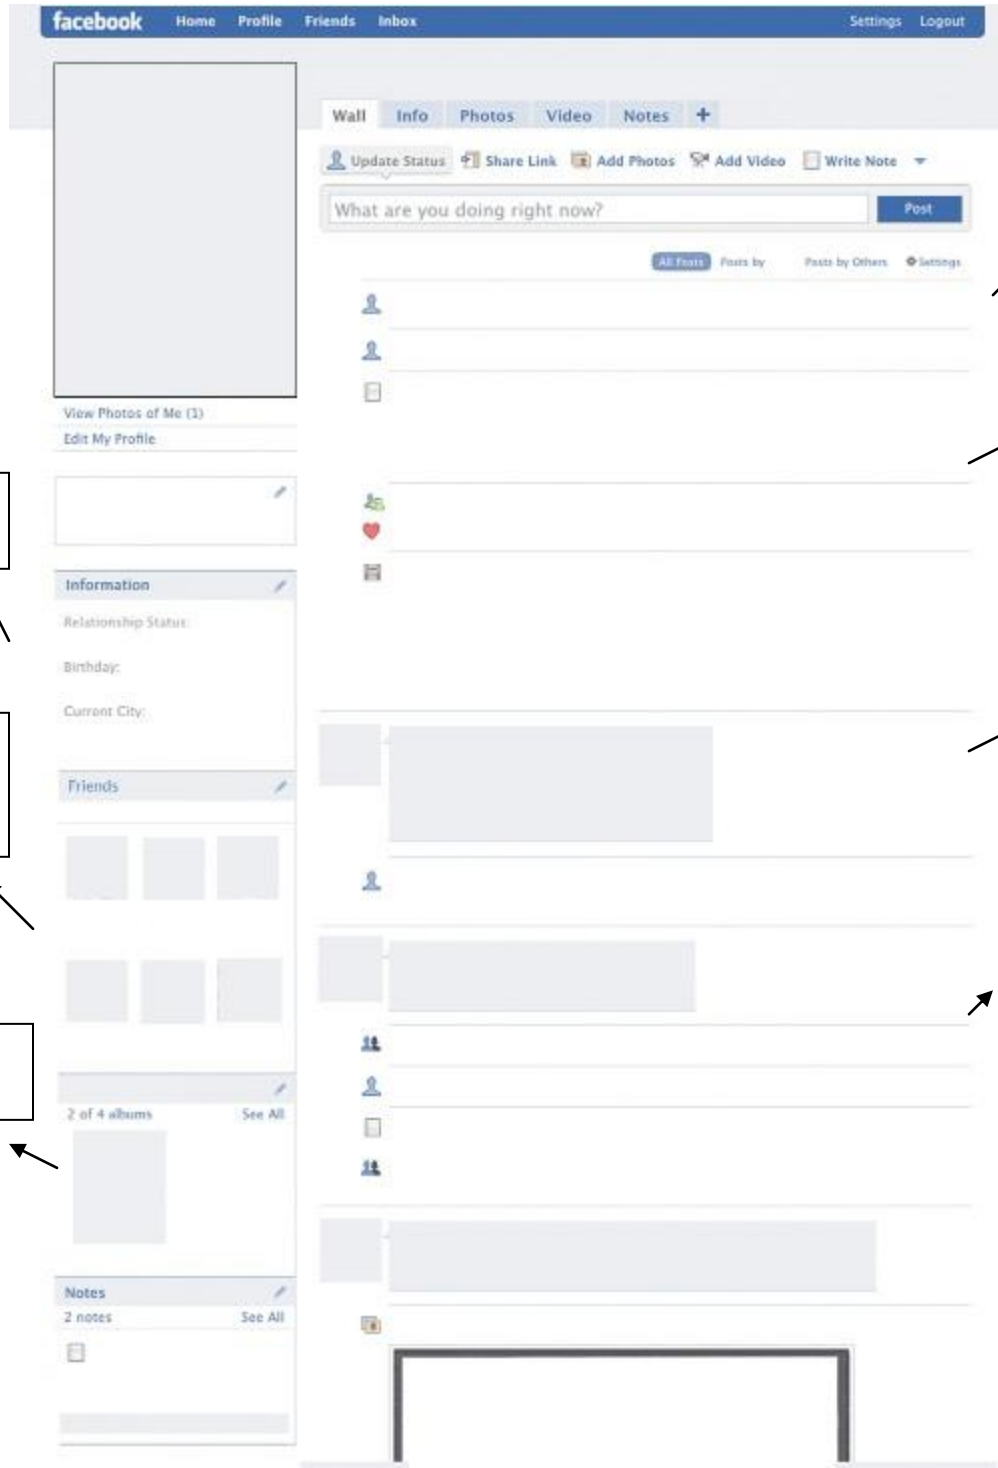 facebook Home Profile Friends Inbox Settings Logout
Wall Info Photos Video Notes +
Update Status Share Link Add Photos Add Video Write Note
What are you doing right now? Post
All Posts Posts by Posts by Others Settings
View Photos of Me (1)
Edit My Profile
Information
Relationship Status:
Birthday:
Current City:
Friends
2 of 4 albums See All
Notes
2 notes See All